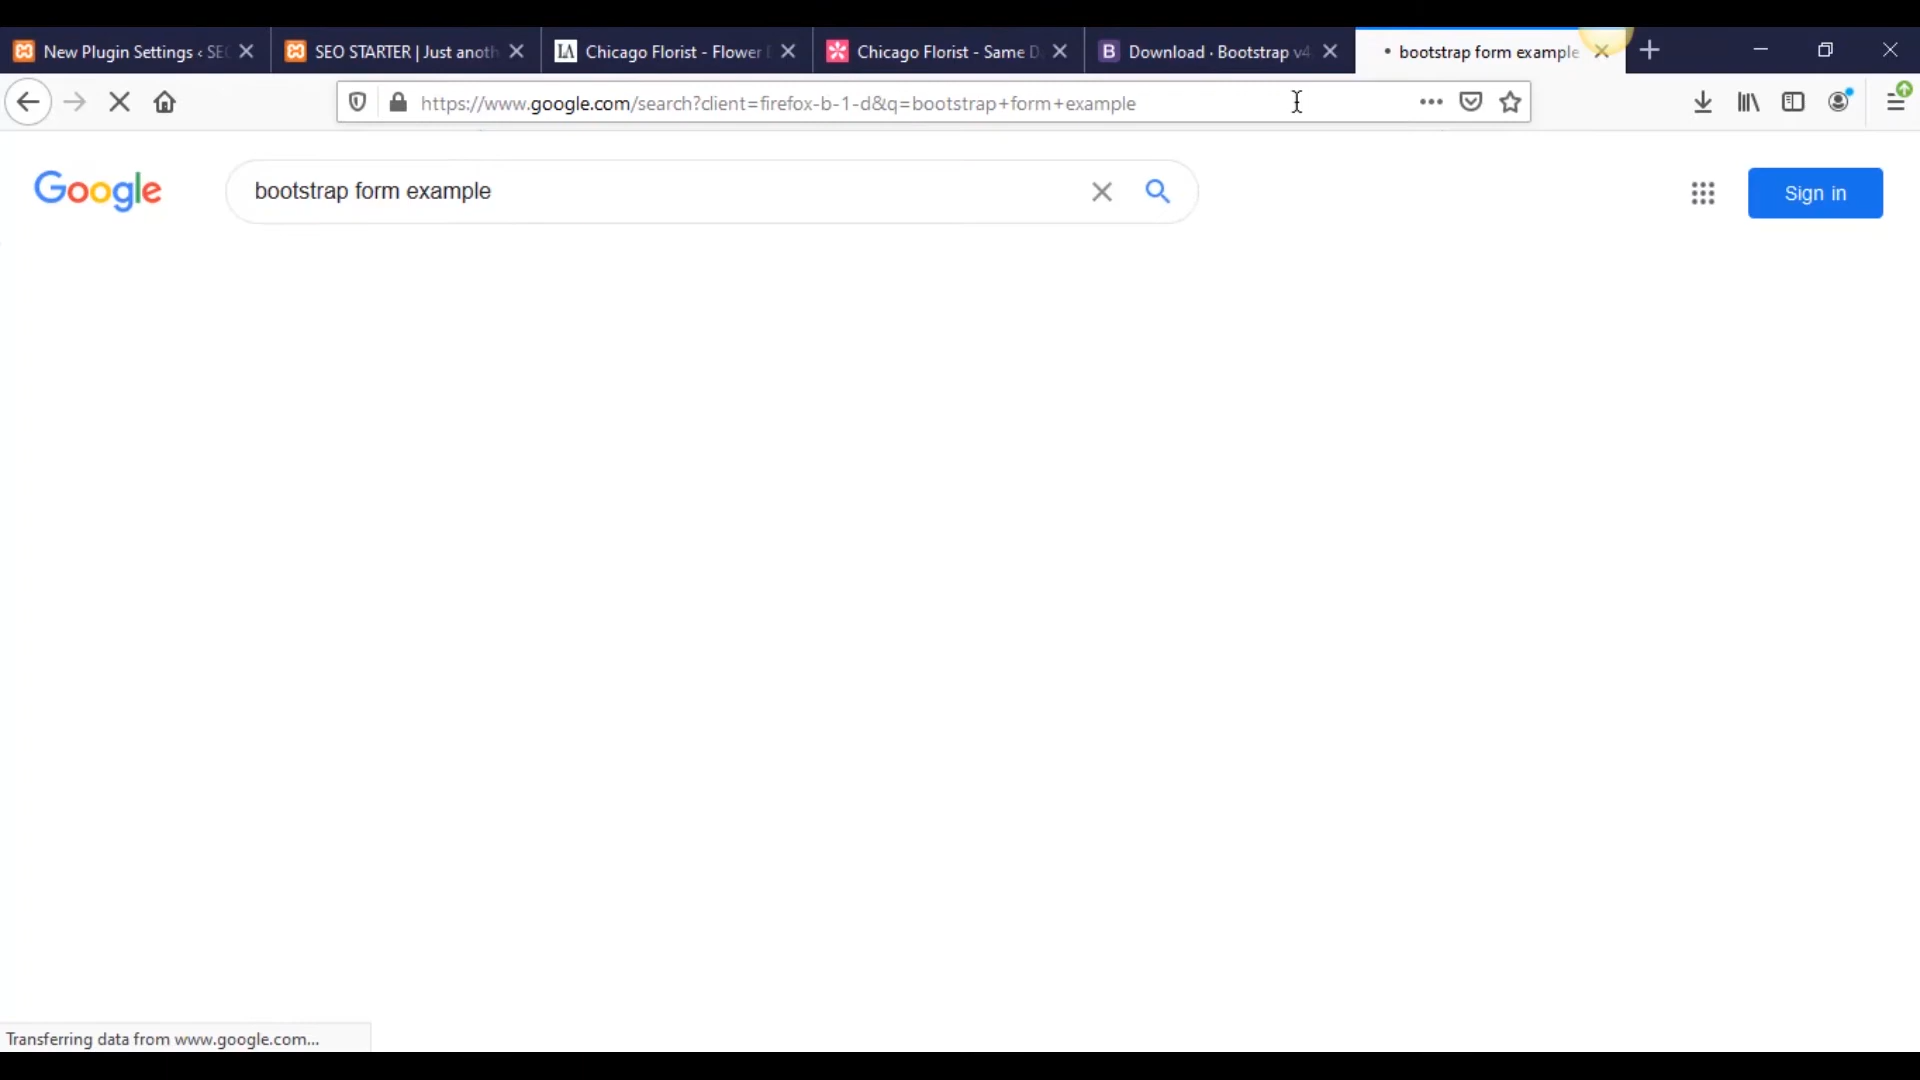 New Plugin Settings ‹ SEC
SEO STARTER | Just anoth
LA
Chicago Florist - Flower
Chicago Florist - Same D
B
Download · Bootstrap v4
bootstrap form example
https://www.google.com/search?client=firefox-b-1-d&q=bootstrap+form+example
Google
bootstrap form example
Sign in
Transferring data from www.google.com...